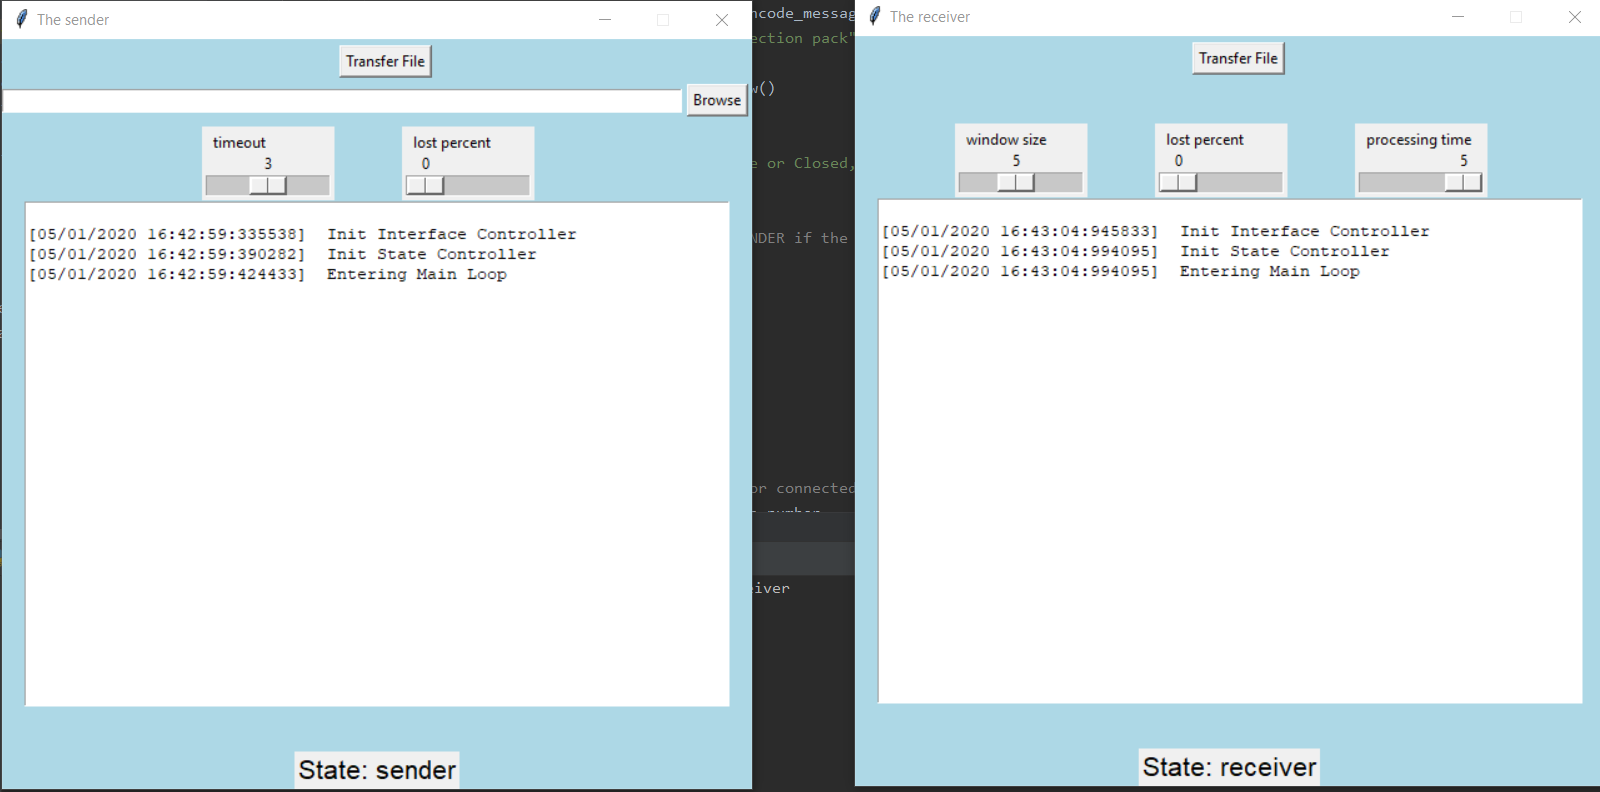 The sender
Transfer File
Browse
timeout
3
lost percent
0
[05/01/2020 16:42:59:335538]  Init Interface Controller
[05/01/2020 16:42:59:390282]  Init State Controller
[05/01/2020 16:42:59:424433]  Entering Main Loop
State: sender
ection pack"
()
e or Closed,
NDER if the
or connected
The receiver
Transfer File
window size
5
lost percent
0
processing time
5
[05/01/2020 16:43:04:945833]  Init Interface Controller
[05/01/2020 16:43:04:994095]  Init State Controller
[05/01/2020 16:43:04:994095]  Entering Main Loop
State: receiver